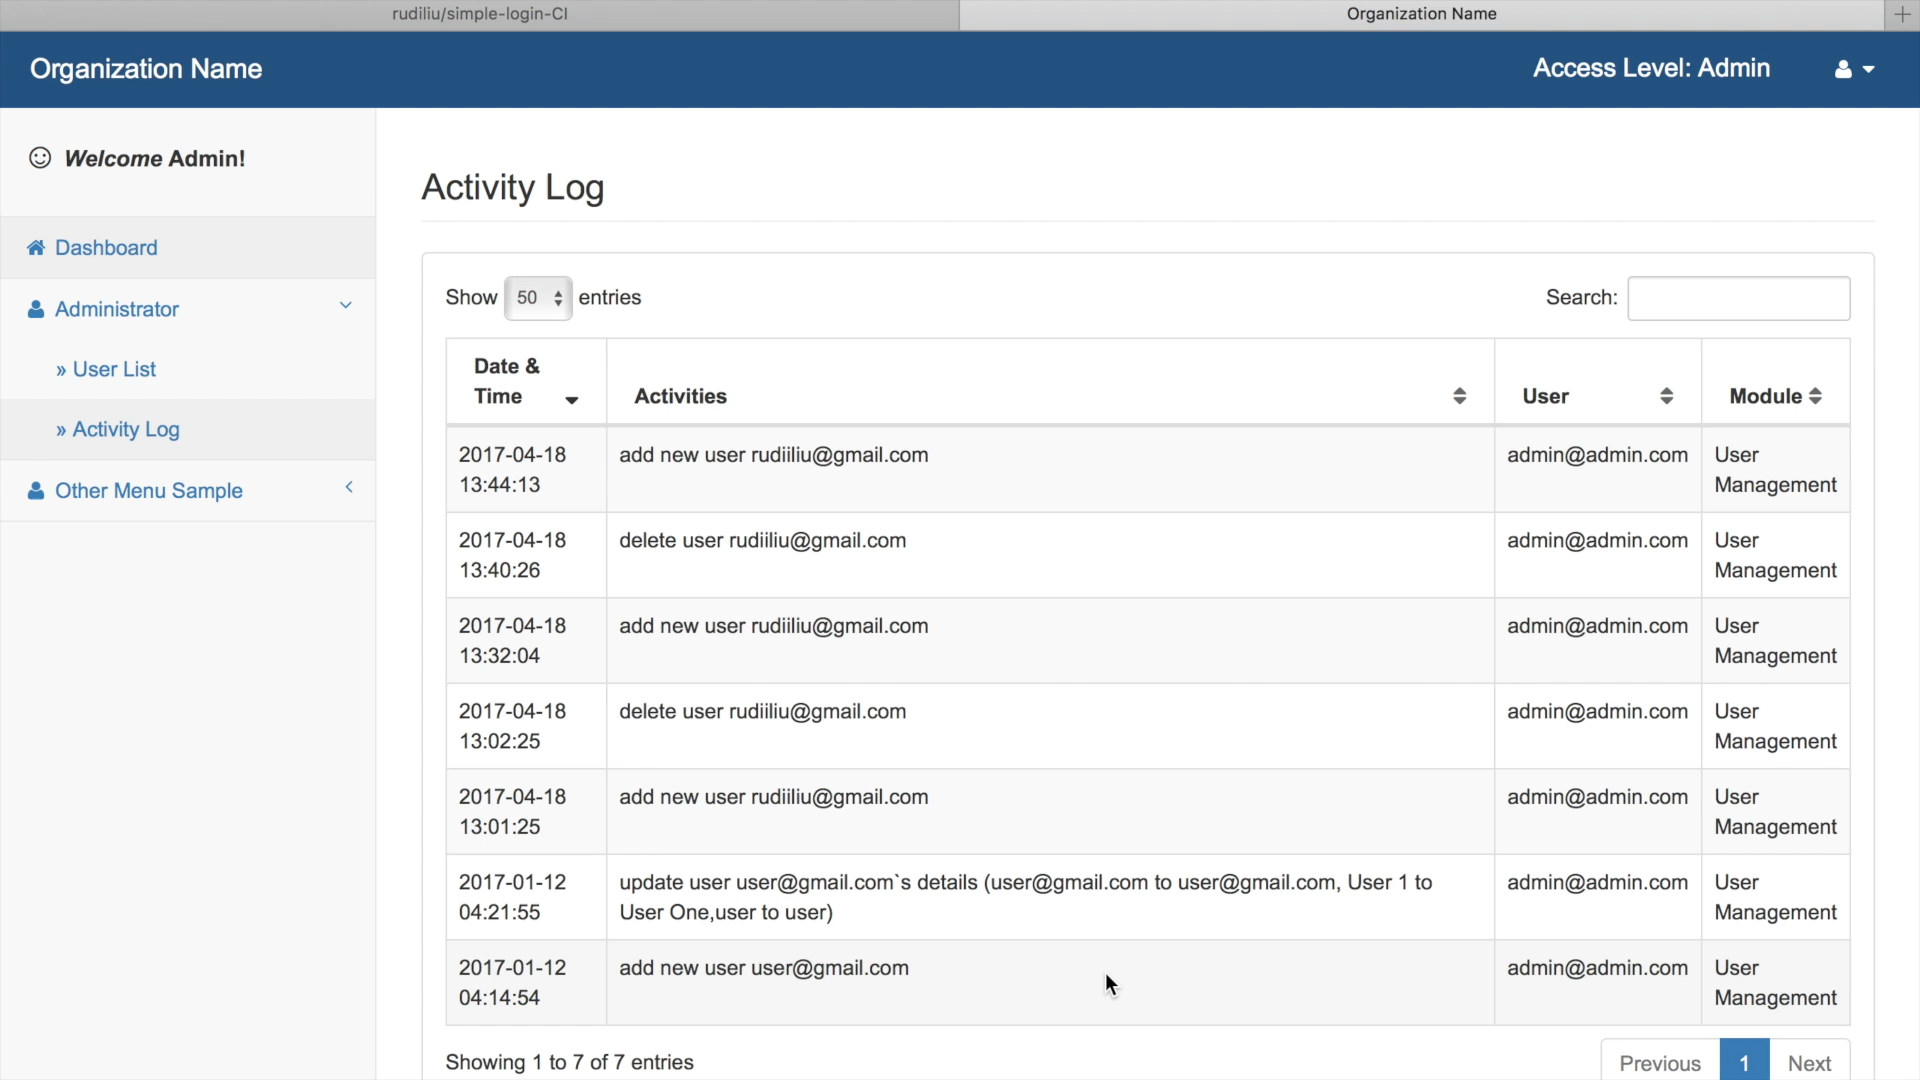 rudiliu/simple-login-CI
Organization Name
Organization Name
Access Level: Admin
Welcome Admin!
Dashboard
Administrator
» User List
» Activity Log
Other Menu Sample
Activity Log
Show 50 entries
Search:
Date &
Time
Activities
User
Module
2017-04-18
13:44:13
add new user rudiiliu@gmail.com
admin@admin.com
User
Management
2017-04-18
13:40:26
delete user rudiiliu@gmail.com
admin@admin.com
User
Management
2017-04-18
13:32:04
add new user rudiiliu@gmail.com
admin@admin.com
User
Management
2017-04-18
13:02:25
delete user rudiiliu@gmail.com
admin@admin.com
User
Management
2017-04-18
13:01:25
add new user rudiiliu@gmail.com
admin@admin.com
User
Management
2017-01-12
04:21:55
update user user@gmail.com`s details (user@gmail.com to user@gmail.com, User 1 to
User One,user to user)
admin@admin.com
User
Management
2017-01-12
04:14:54
add new user user@gmail.com
admin@admin.com
User
Management
Showing 1 to 7 of 7 entries
Previous 1 Next